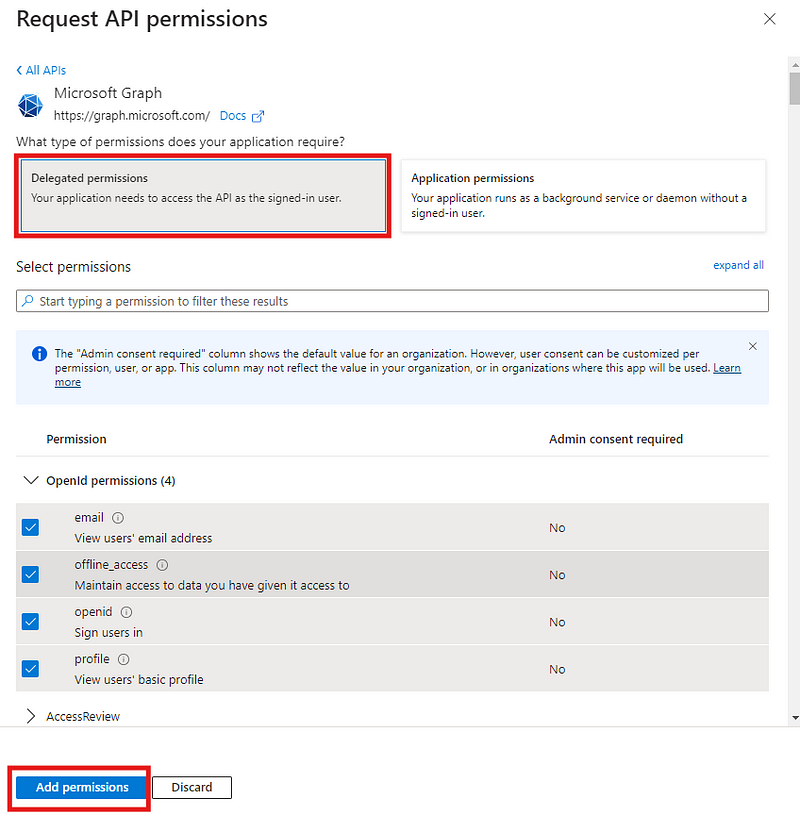 Request API permissions
All APIs
Microsoft Graph
https://graph.microsoft.com/ Docs
What type of permissions does your application require?
Delegated permissions
Your application needs to access the API as the signed-in user.
Application permissions
Your application runs as a background service or daemon without a
signed-in user.
Select permissions
expand all
Start typing a permission to filter these results
The "Admin consent required" column shows the default value for an organization. However, user consent can be customized per
permission, user, or app. This column may not reflect the value in your organization, or in organizations where this app will be used. Learn
more
Permission
Admin consent required
OpenId permissions (4)
email
View users' email address
No
offline_access
Maintain access to data you have given it access to
No
openid
Sign users in
No
profile
View users' basic profile
No
AccessReview
Add permissions
Discard